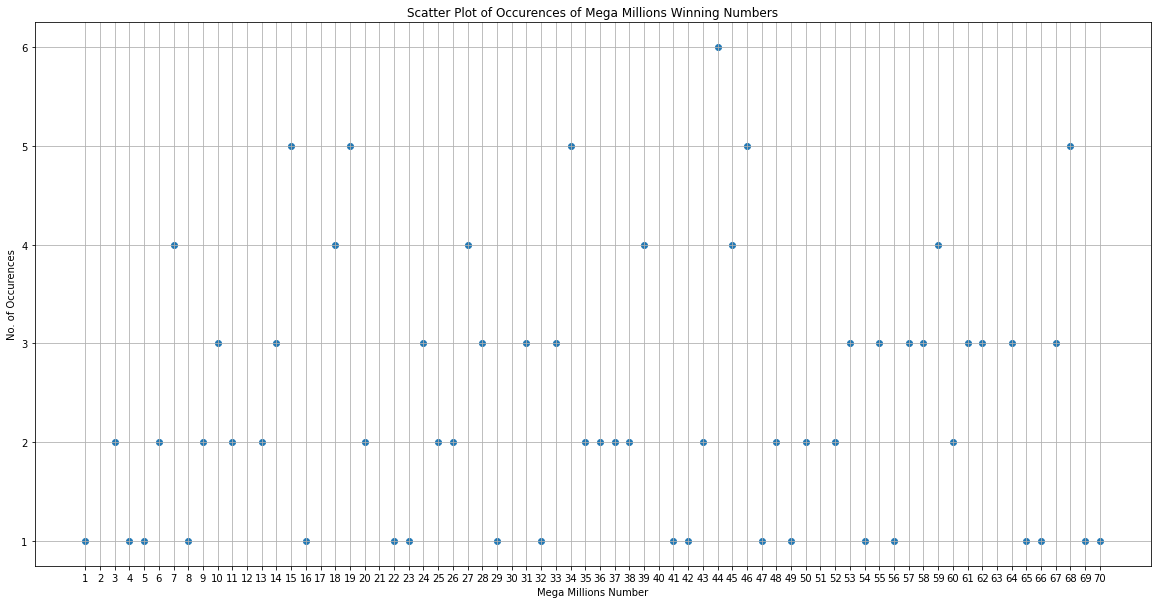 Scatter Plot of Occurences of Mega Millions Winning Numbers
No. of Occurences
6
5
4
3
2
1
1 2 3 4 5 6 7 8 9 10 11 12 13 14 15 16 17 18 19 20 21 22 23 24 25 26 27 28 29 30 31 32 33 34 35 36 37 38 39 40 41 42 43 44 45 46 47 48 49 50 51 52 53 54 55 56 57 58 59 60 61 62 63 64 65 66 67 68 69 70
Mega Millions Number